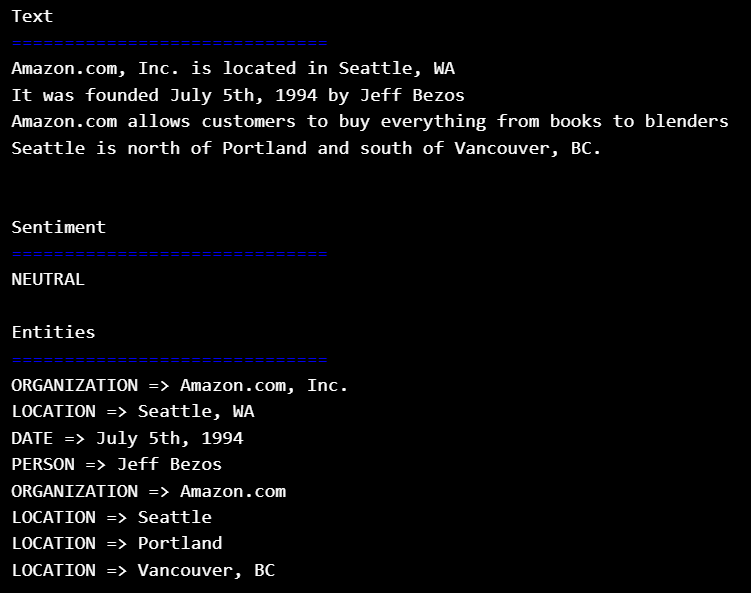 Text
==============================
Amazon.com, Inc. is located in Seattle, WA
It was founded July 5th, 1994 by Jeff Bezos
Amazon.com allows customers to buy everything from books to blenders
Seattle is north of Portland and south of Vancouver, BC.
Sentiment
==============================
NEUTRAL
Entities
==============================
ORGANIZATION => Amazon.com, Inc.
LOCATION => Seattle, WA
DATE => July 5th, 1994
PERSON => Jeff Bezos
ORGANIZATION => Amazon.com
LOCATION => Seattle
LOCATION => Portland
LOCATION => Vancouver, BC